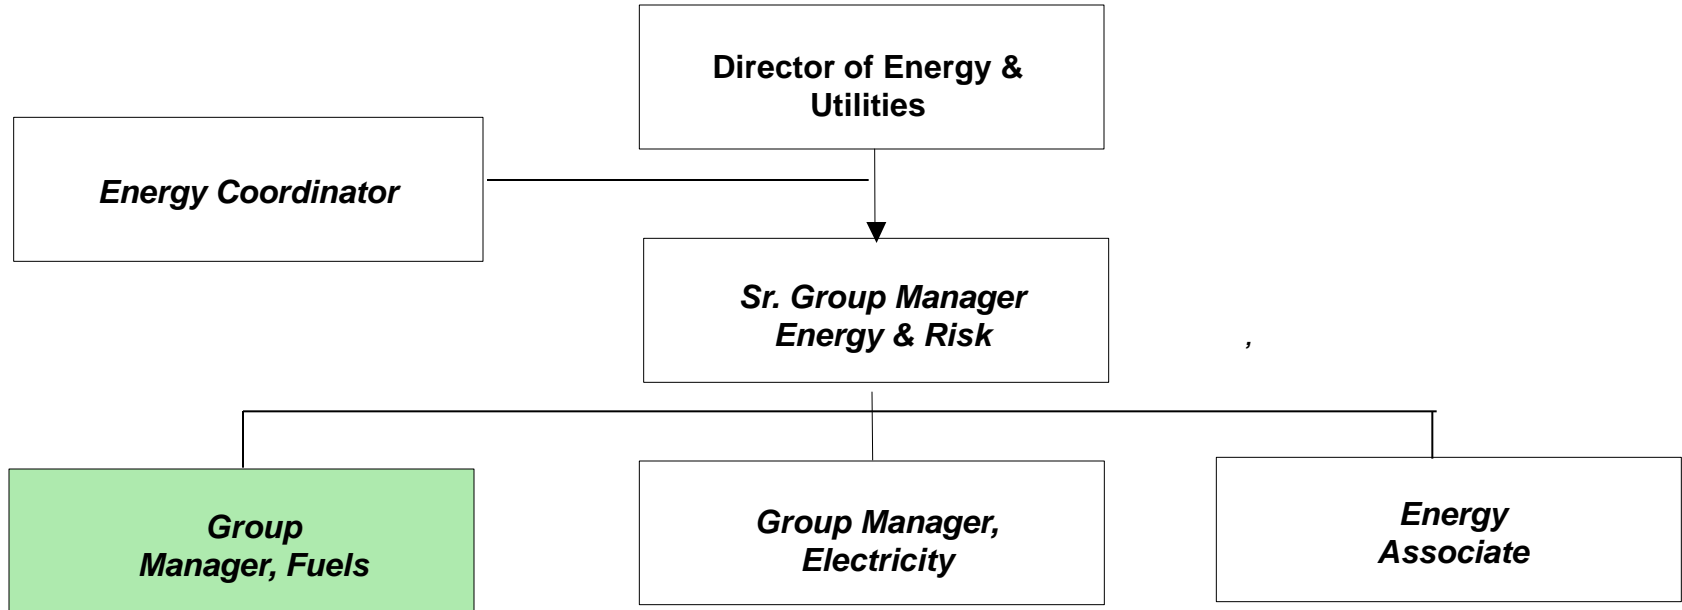 Director of Energy &
Utilities
Energy Coordinator
Sr. Group Manager
Energy & Risk
,
Group
Manager, Fuels
Group Manager,
Electricity
Energy
Associate